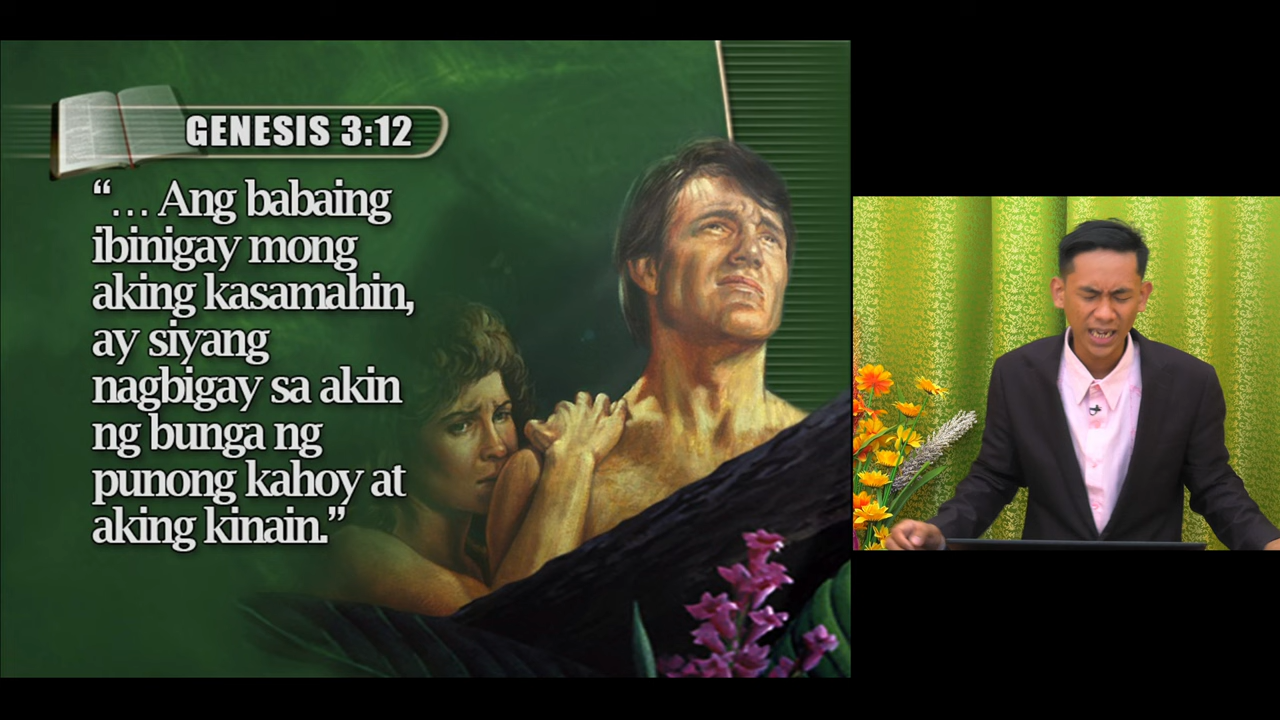 GENESIS 3:12
“... Ang babaing
ibinigay mong
aking kasamahin,
ay siyang
nagbigay sa akin
ng bunga ng
punong kahoy at
aking kinain.”